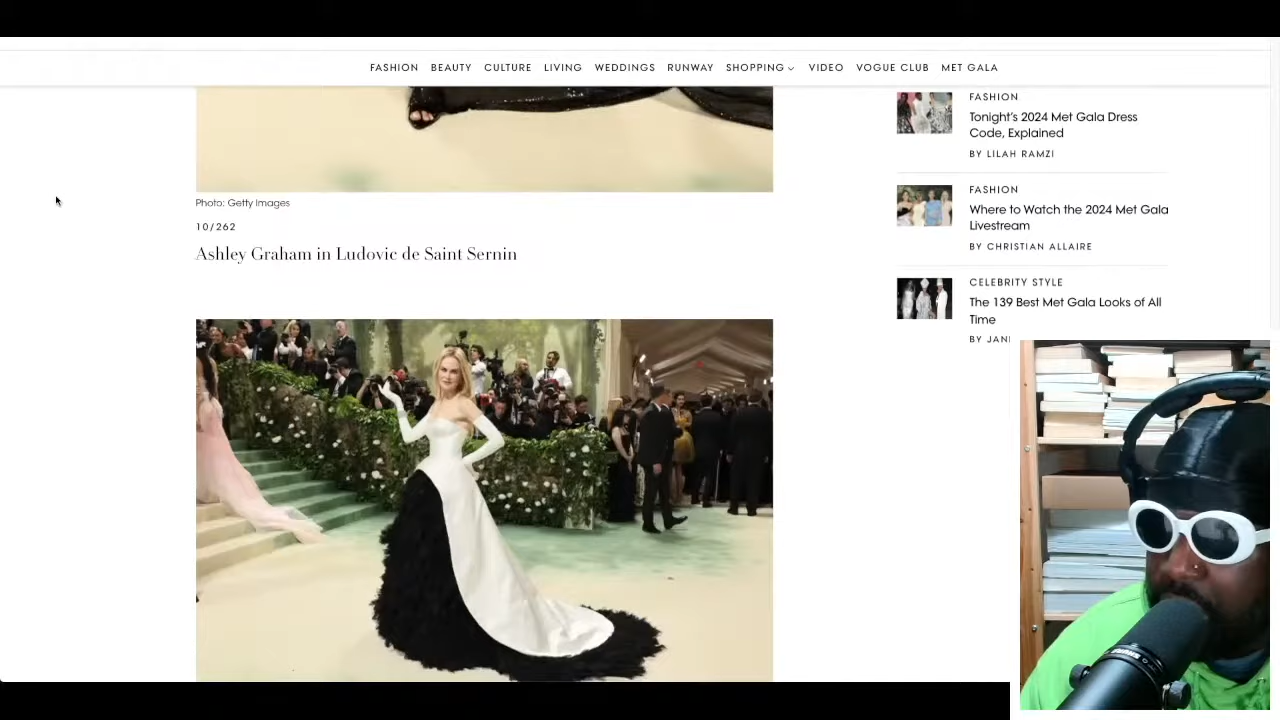 FASHION BEAUTY CULTURE LIVING WEDDINGS RUNWAY SHOPPING VIDEO VOGUE CLUB MET GALA
Photo: Getty Images
10/262
Ashley Graham in Ludovic de Saint Sernin
FASHION
Tonight's 2024 Met Gala Dress
Code, Explained
BY LILAH RAMZI
FASHION
Where to Watch the 2024 Met Gala
Livestream
BY CHRISTIAN ALLAIRE
CELEBRITY STYLE
The 139 Best Met Gala Looks of All
Time
BY JAN